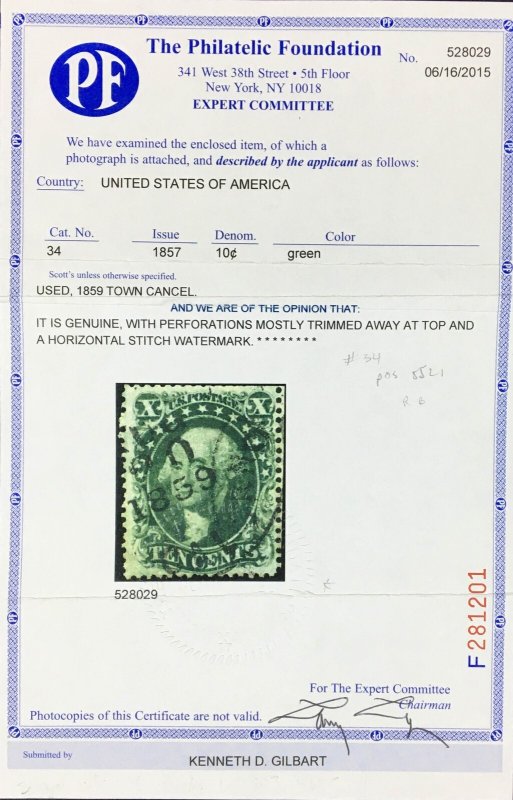 PF
The Philatelic Foundation
No. 528029
341 West 38th Street • 5th Floor
06/16/2015
New York, NY 10018
EXPERT COMMITTEE
We have examined the enclosed item, of which a
photograph is attached, and described by the applicant as follows:
Country: UNITED STATES OF AMERICA
Cat. No. Issue Denom. Color
34 1857 10¢ green
Scott's unless otherwise specified.
USED, 1859 TOWN CANCEL.
AND WE ARE OF THE OPINION THAT:
IT IS GENUINE, WITH PERFORATIONS MOSTLY TRIMMED AWAY AT TOP AND
A HORIZONTAL STITCH WATERMARK. * * * * * * * *
# 34
pos
X U.S. POSTAGE X
1859
TEN CENTS
528029
F 281201
For The Expert Committee
Chairman
Photocopies of this Certificate are not valid.
Submitted by
KENNETH D. GILBART